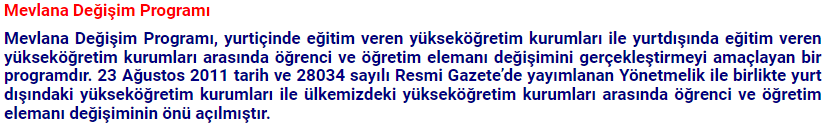 Mevlana Değişim Programı
Mevlana Değişim Programı, yurtiçinde eğitim veren yükseköğretim kurumları ile yurtdışında eğitim veren
yükseköğretim kurumları arasında öğrenci ve öğretim elemanı değişimini gerçekleştirmeyi amaçlayan bir
programdır. 23 Ağustos 2011 tarih ve 28034 sayılı Resmi Gazete’de yayımlanan Yönetmelik ile birlikte yurt
dışındaki yükseköğretim kurumları ile ülkemizdeki yükseköğretim kurumları arasında öğrenci ve öğretim
elemanı değişiminin önü açılmıştır.